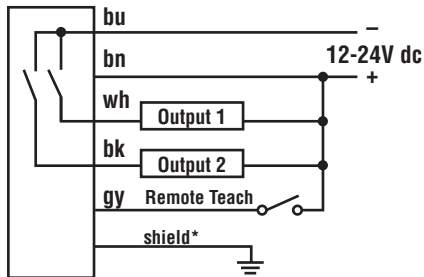 bu
–
12-24V dc
bn
+
wh
Output 1
bk
Output 2
gy
Remote Teach
shield*